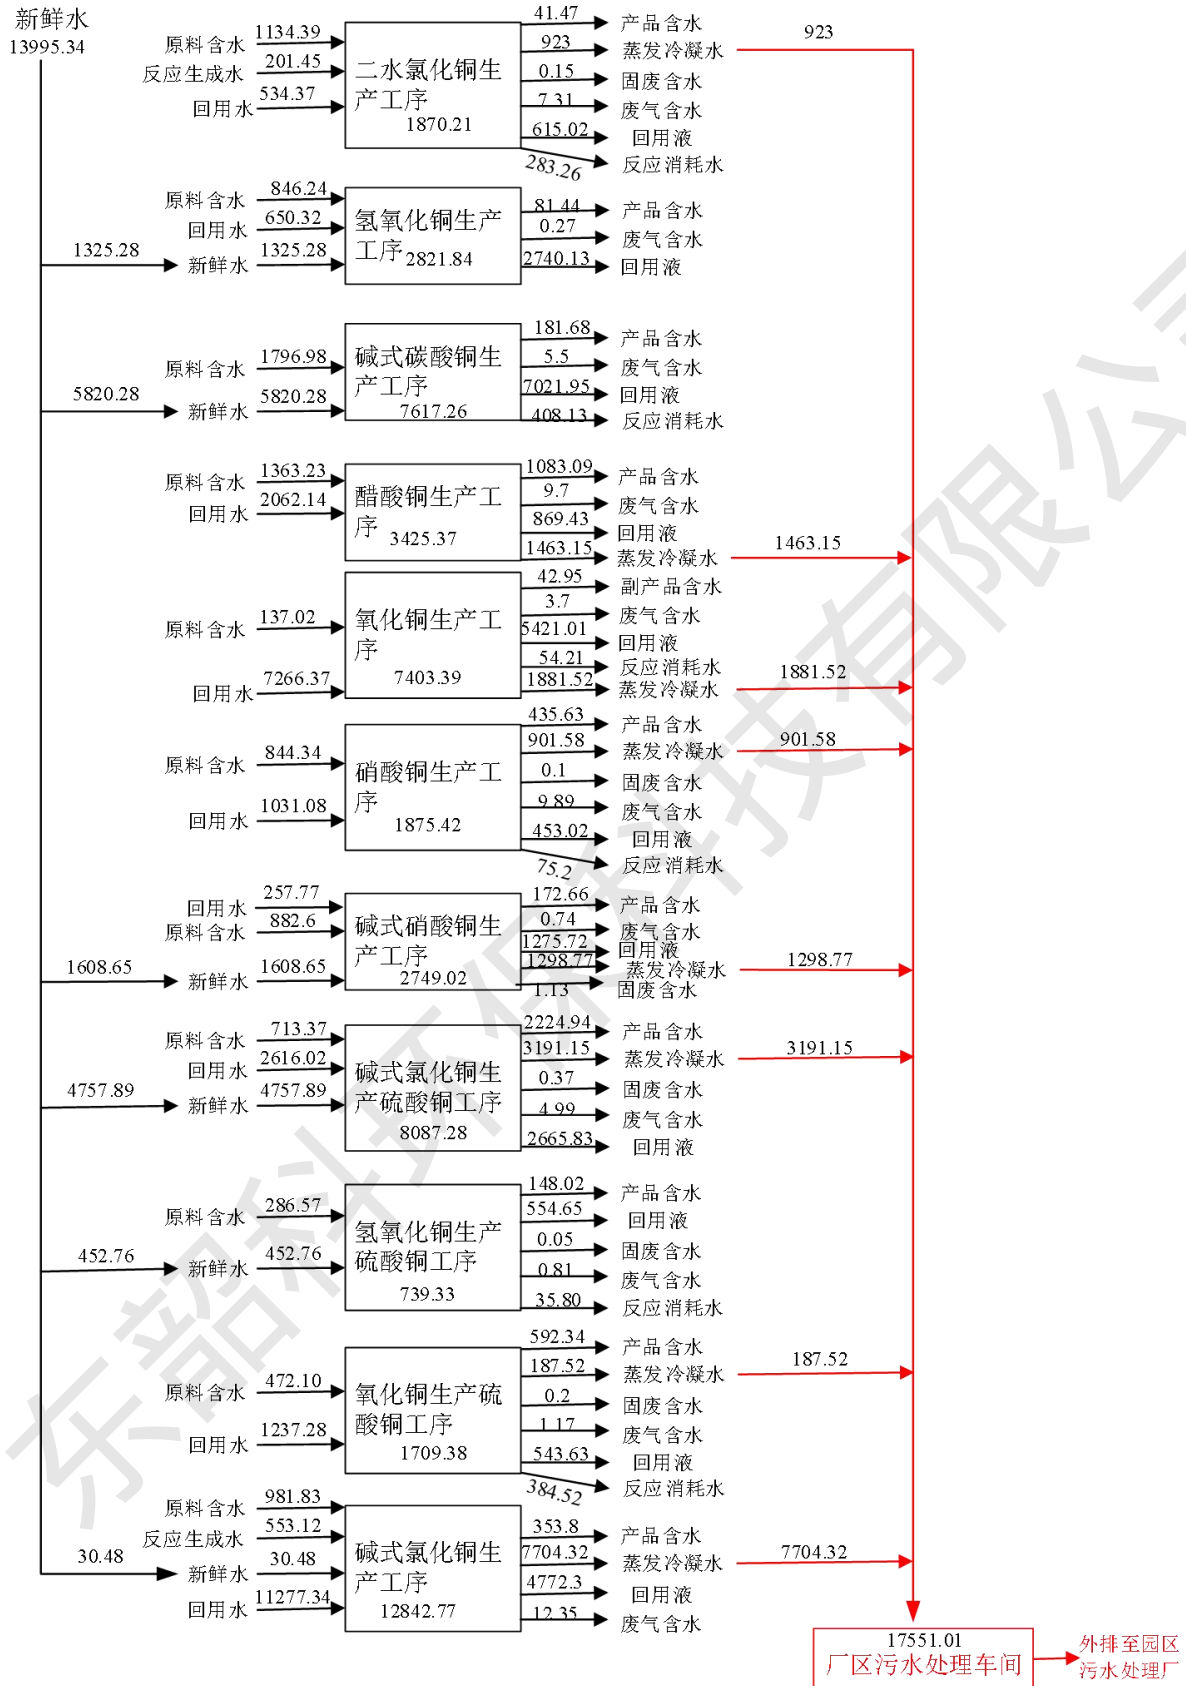 新鲜水
13995.34
1134.39
原料含水
201.45
反应生成水
534.37
回用水
二水氯化铜生
产工序
1870.21
41.47
产品含水
923
蒸发冷凝水
923
0.15
固废含水
7.31
废气含水
615.02
回用液
283.26
反应消耗水
846.24
原料含水
650.32
回用水
1325.28
新鲜水
1325.28
氢氧化铜生产
工序
2821.84
81.44
产品含水
0.27
废气含水
2740.13
回用液
1796.98
原料含水
5820.28
新鲜水
5820.28
碱式碳酸铜生
产工序
7617.26
181.68
产品含水
5.5
废气含水
7021.95
回用液
408.13
反应消耗水
1363.23
原料含水
2062.14
回用水
醋酸铜生产工
序
3425.37
1083.09
产品含水
9.7
废气含水
869.43
回用液
1463.15
蒸发冷凝水
1463.15
137.02
原料含水
7266.37
回用水
氧化铜生产工
序
7403.39
42.95
副产品含水
3.7
废气含水
5421.01
回用液
54.21
反应消耗水
1881.52
蒸发冷凝水
1881.52
844.34
原料含水
1031.08
回用水
硝酸铜生产工
序
1875.42
435.63
产品含水
901.58
蒸发冷凝水
901.58
0.1
固废含水
9.89
废气含水
453.02
回用液
75.2
反应消耗水
257.77
回用水
882.6
原料含水
1608.65
新鲜水
1608.65
碱式硝酸铜生
产工序
2749.02
172.66
产品含水
0.74
废气含水
1275.72
回用液
1298.77
蒸发冷凝水
1298.77
1.13
固废含水
713.37
原料含水
2616.02
回用水
4757.89
新鲜水
4757.89
碱式氯化铜生
产硫酸铜工序
8087.28
2224.94
产品含水
3191.15
蒸发冷凝水
3191.15
0.37
固废含水
4.99
废气含水
2665.83
回用液
286.57
原料含水
452.76
新鲜水
452.76
氢氧化铜生产
硫酸铜工序
739.33
148.02
产品含水
554.65
回用液
0.05
固废含水
0.81
废气含水
35.80
反应消耗水
472.10
原料含水
1237.28
回用水
氧化铜生产硫
酸铜工序
1709.38
592.34
产品含水
187.52
蒸发冷凝水
187.52
0.2
固废含水
1.17
废气含水
543.63
回用液
384.52
反应消耗水
981.83
原料含水
553.12
反应生成水
30.48
新鲜水
30.48
11277.34
回用水
碱式氯化铜生
产工序
12842.77
353.8
产品含水
7704.32
蒸发冷凝水
7704.32
4772.3
回用液
12.35
废气含水
17551.01
厂区污水处理车间
外排至园区
污水处理厂
东韶科环保科技有限公司